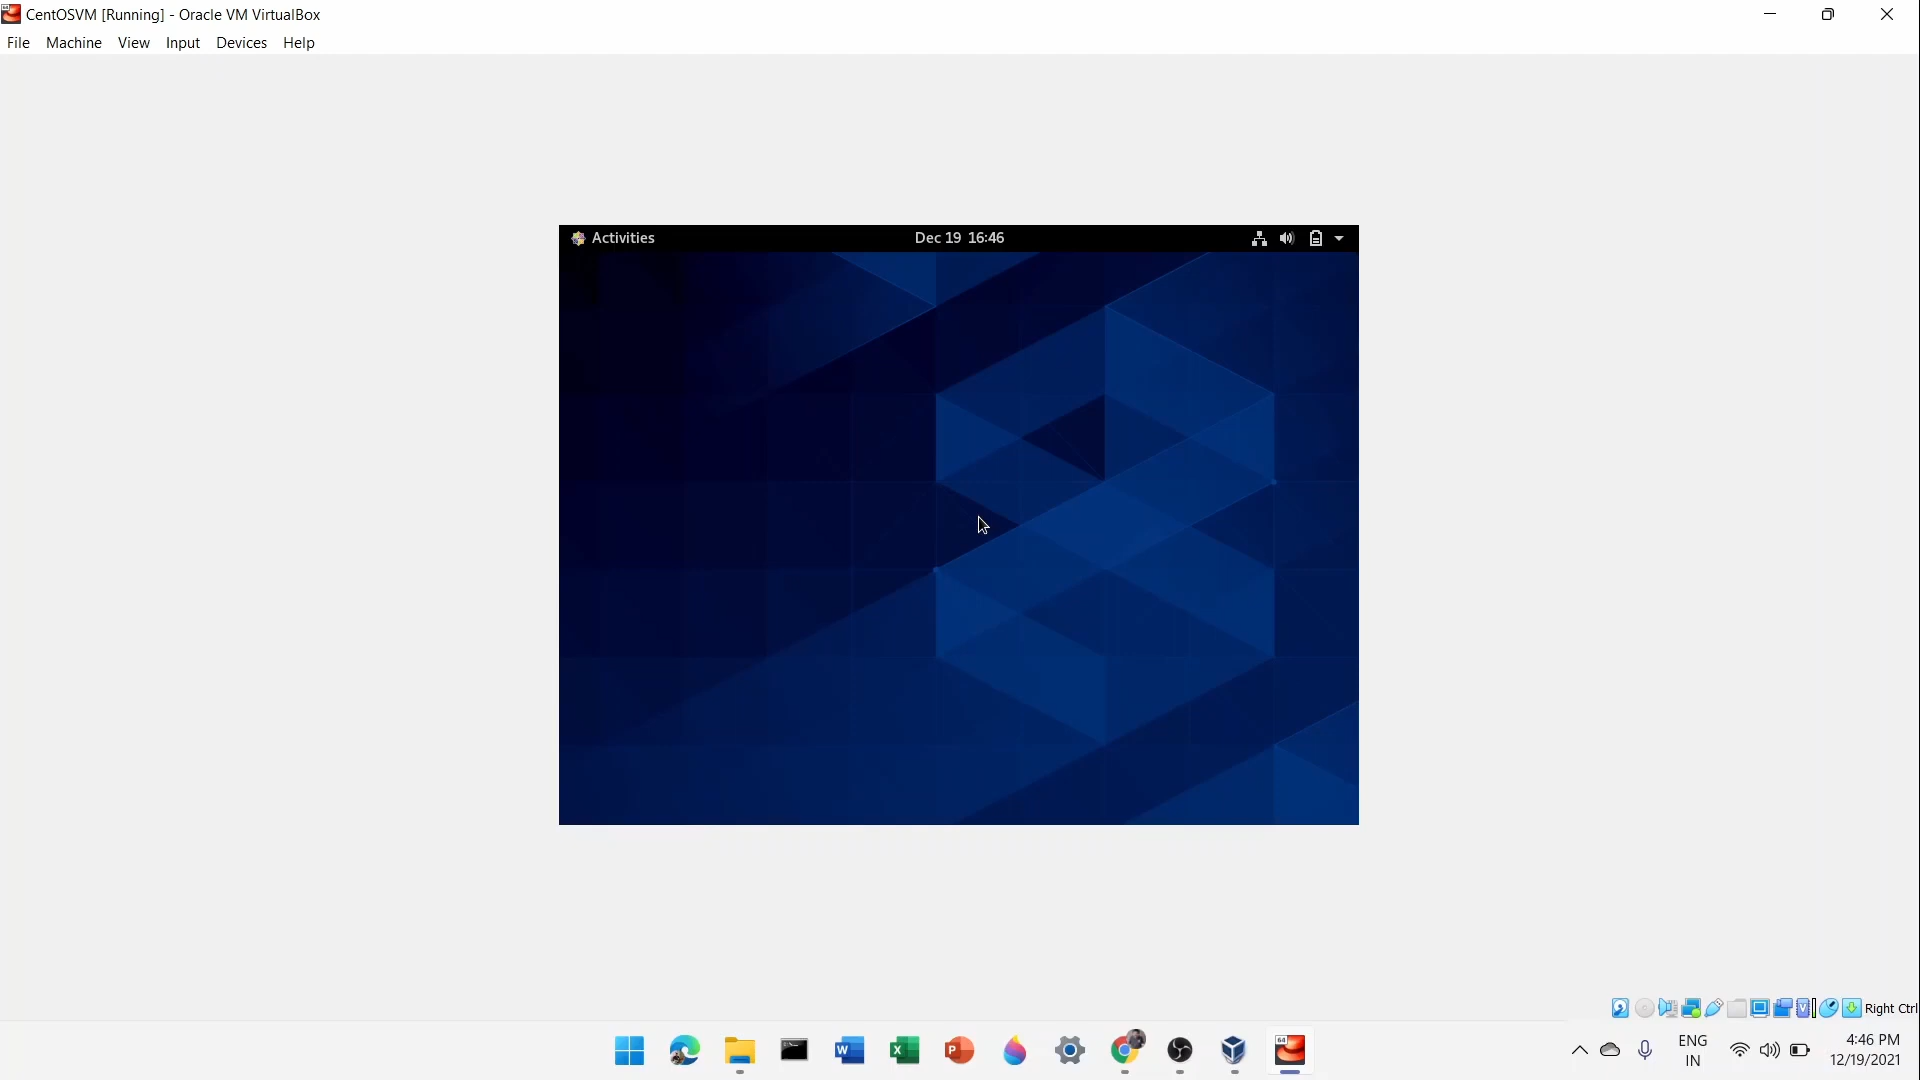 CentOSVM [Running] - Oracle VM VirtualBox
File Machine View Input Devices Help
Activities Dec 19 16:46
Right Ctrl
ENG
IN
4:46 PM
12/19/2021